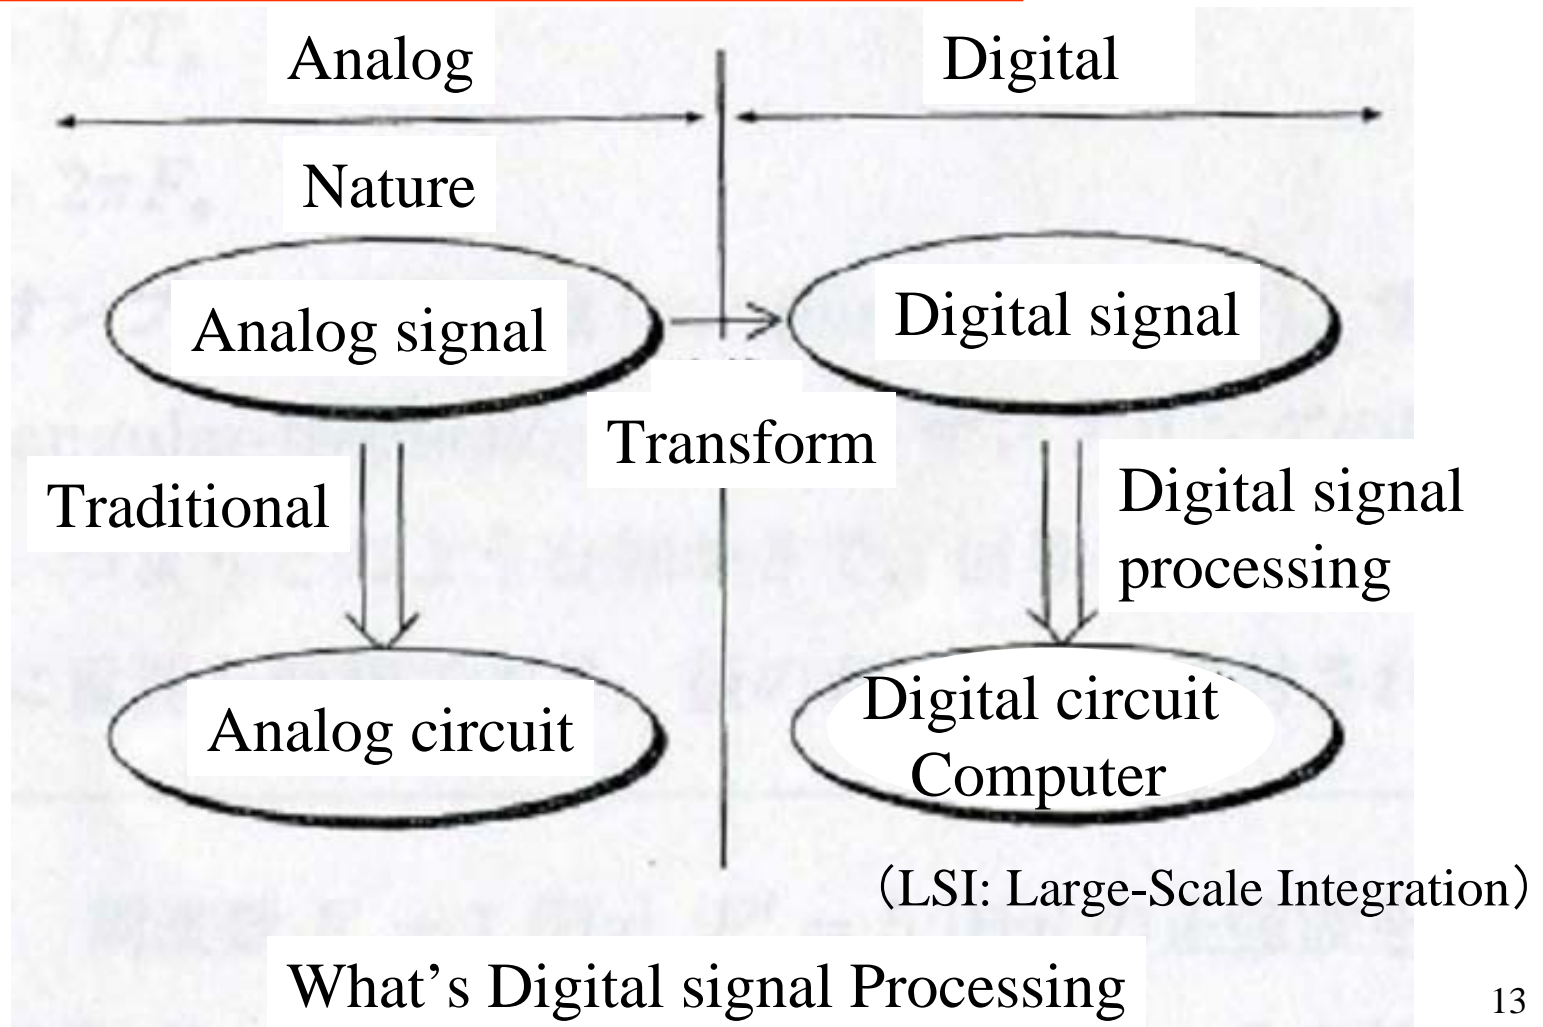 Analog
Digital
Nature
Analog signal
Digital signal
Transform
Traditional
Digital signal
processing
Analog circuit
Digital circuit
Computer
（LSI: Large-Scale Integration）
What’s Digital signal Processing
13